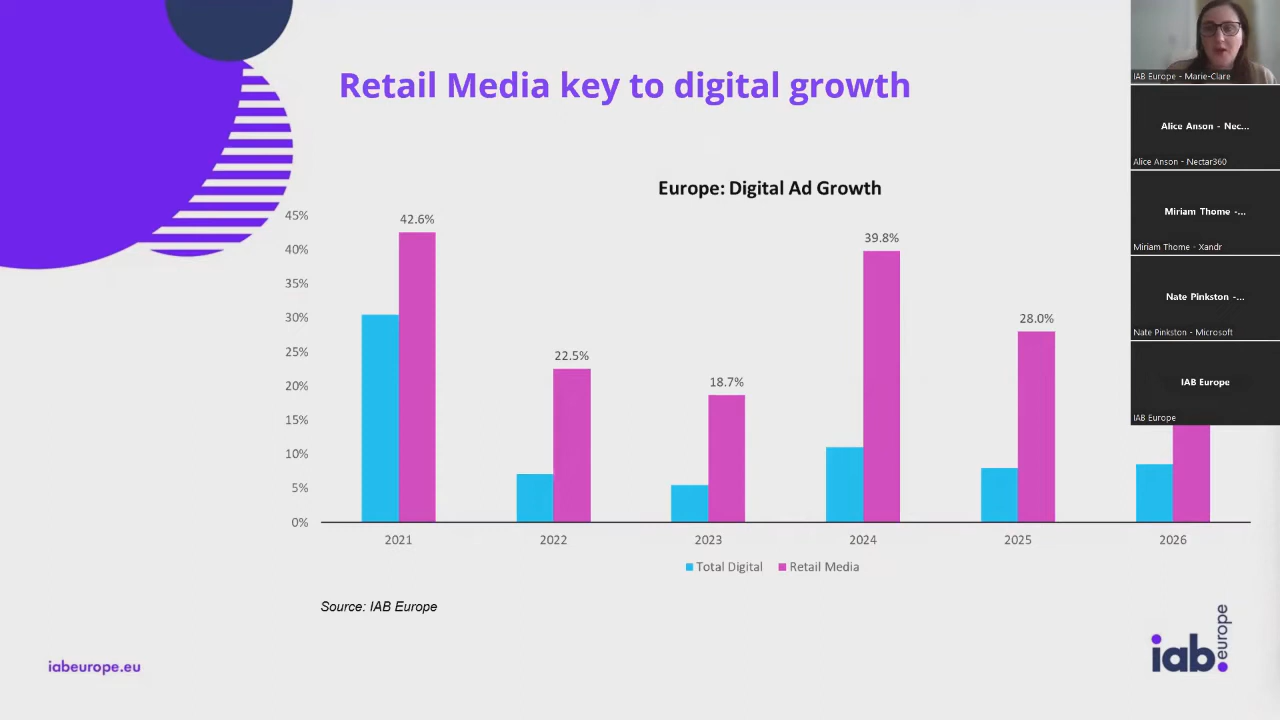 Retail Media key to digital growth
Europe: Digital Ad Growth
45%
40%
35%
30%
25%
20%
15%
10%
5%
0%
42.6%
22.5%
18.7%
39.8%
28.0%
2021
2022
2023
2024
2025
2026
Total Digital
Retail Media
Source: IAB Europe
iabeurope.eu
iab.
europe
IAB Europe - Marie-Clare
Alice Anson - Nec...
Alice Anson - Nectar360
Miriam Thome -...
Miriam Thome - Xandr
Nate Pinkston -...
Nate Pinkston - Microsoft
IAB Europe
IAB Europe